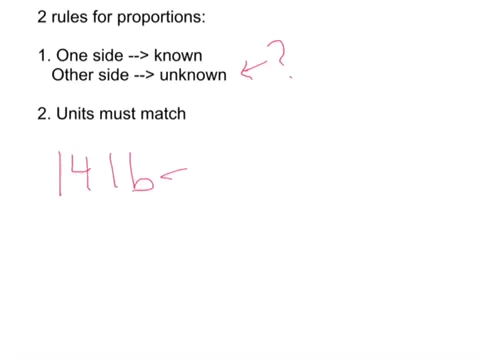 2 rules for proportions:
1. One side --> known
Other side --> unknown ?
2. Units must match
14 lb